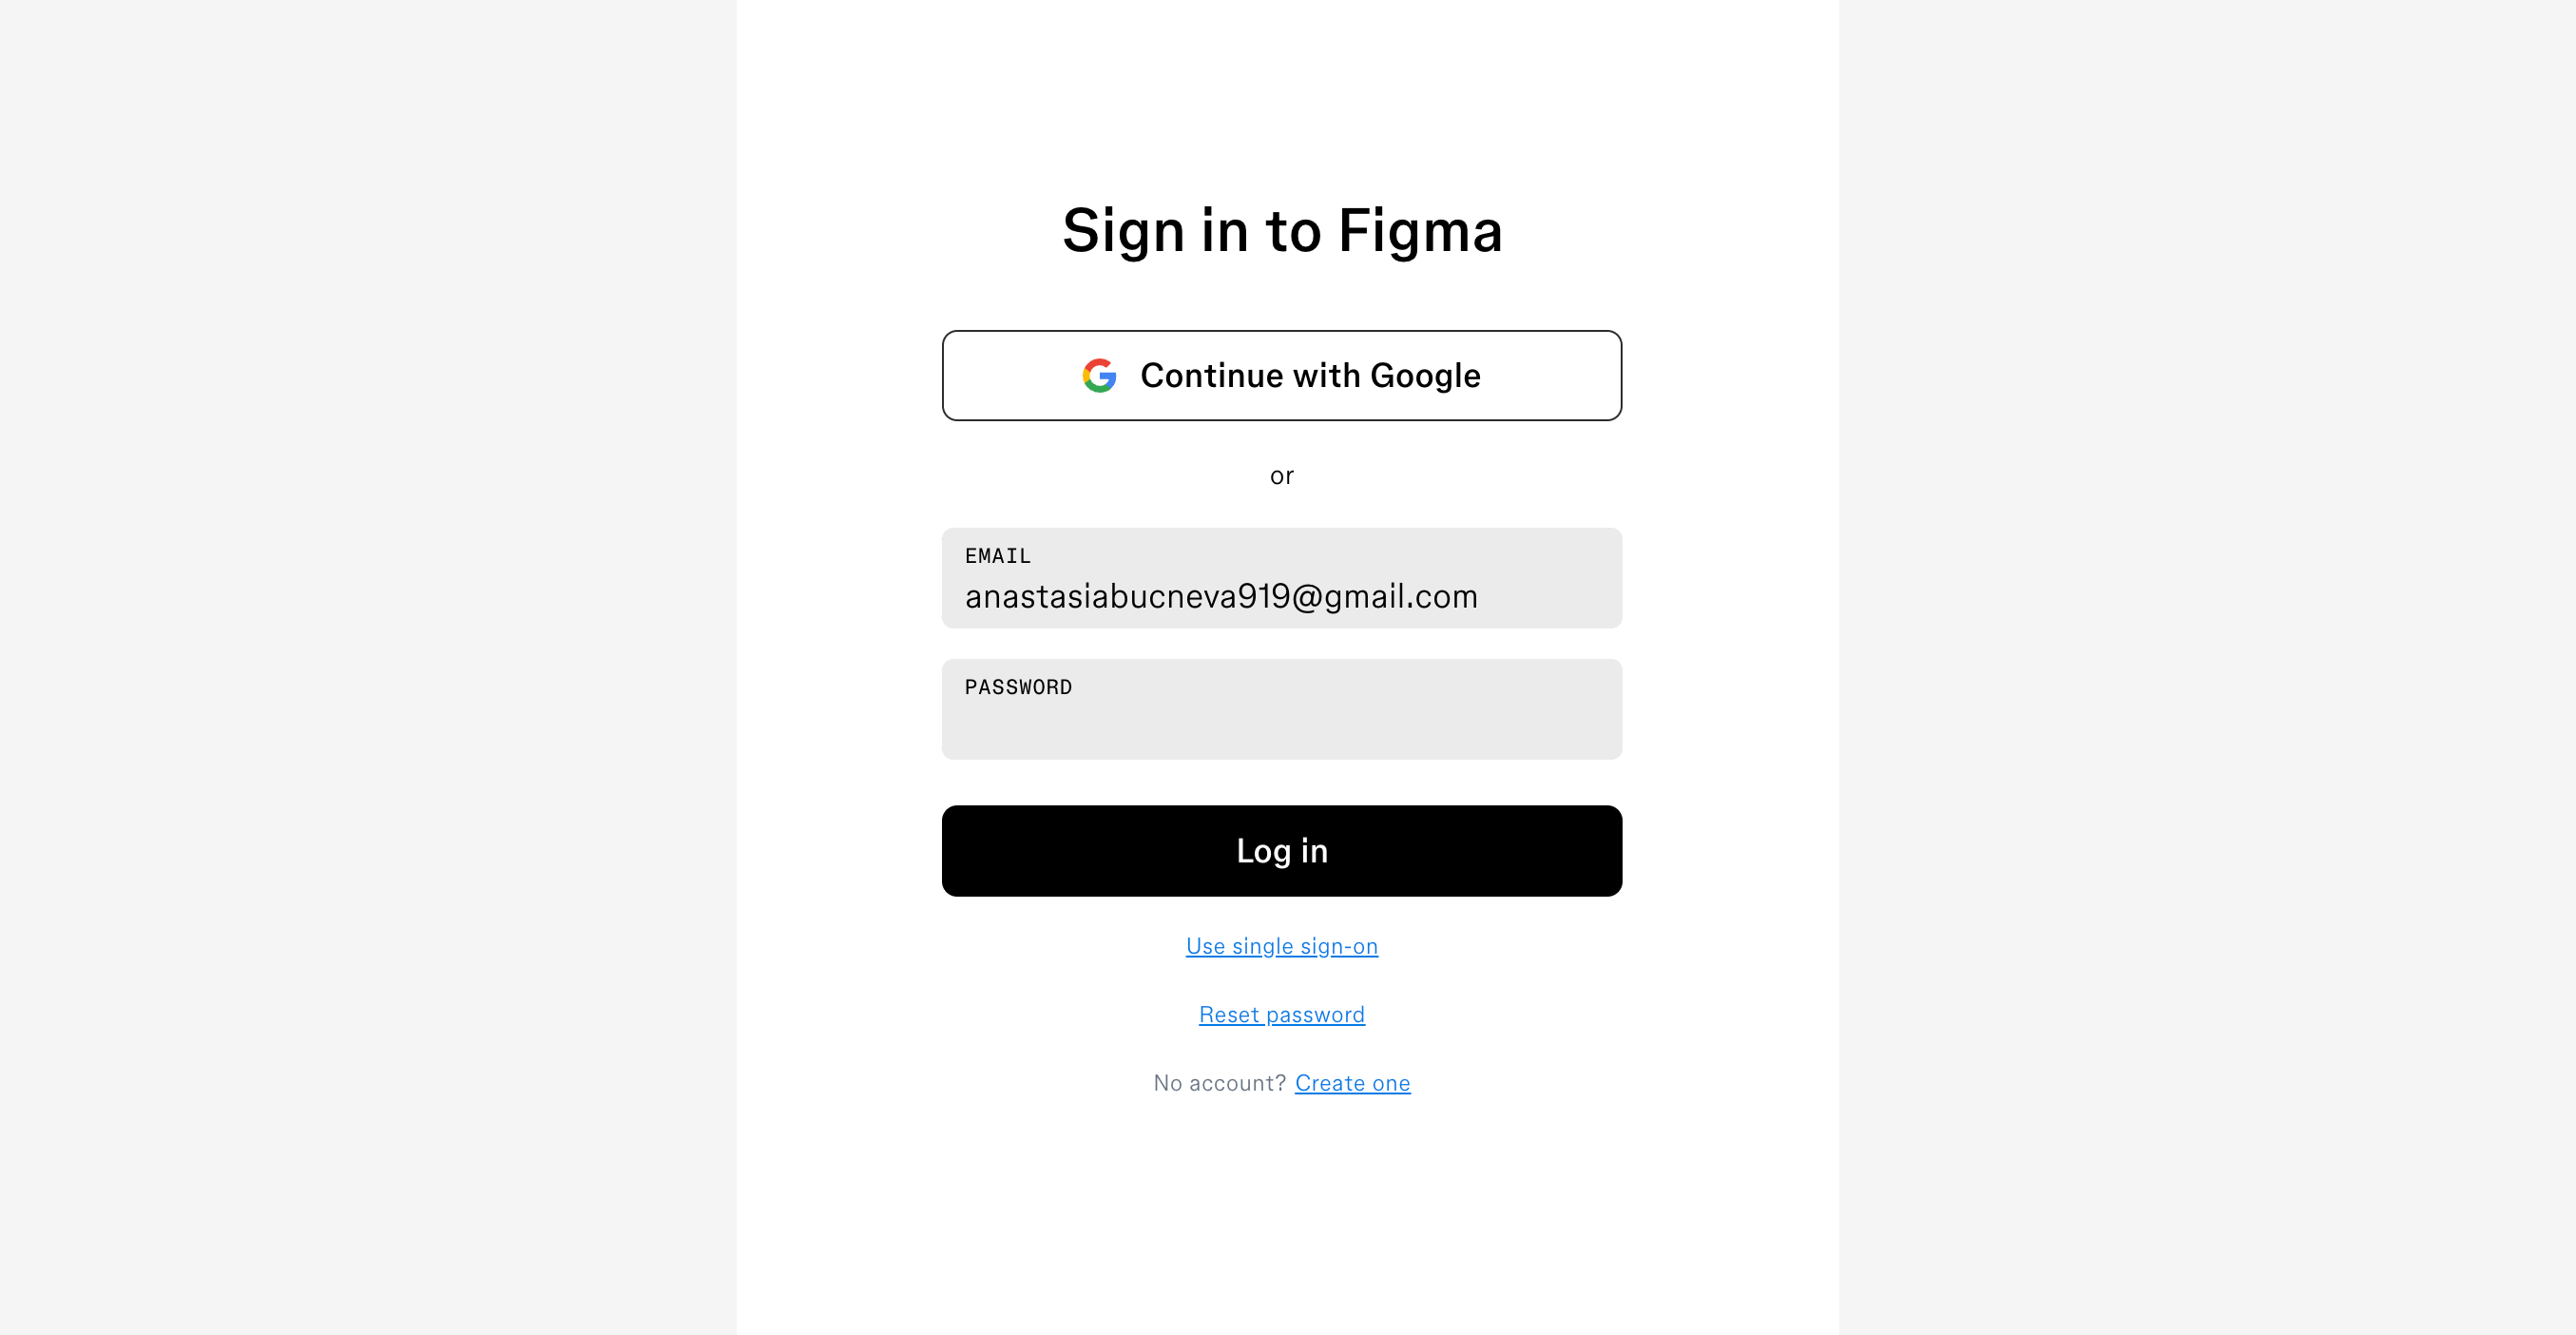 Sign in to Figma
Continue with Google
or
EMAIL
anastasiabucneva919@gmail.com
PASSWORD
Log in
Use single sign-on
Reset password
No account? Create one